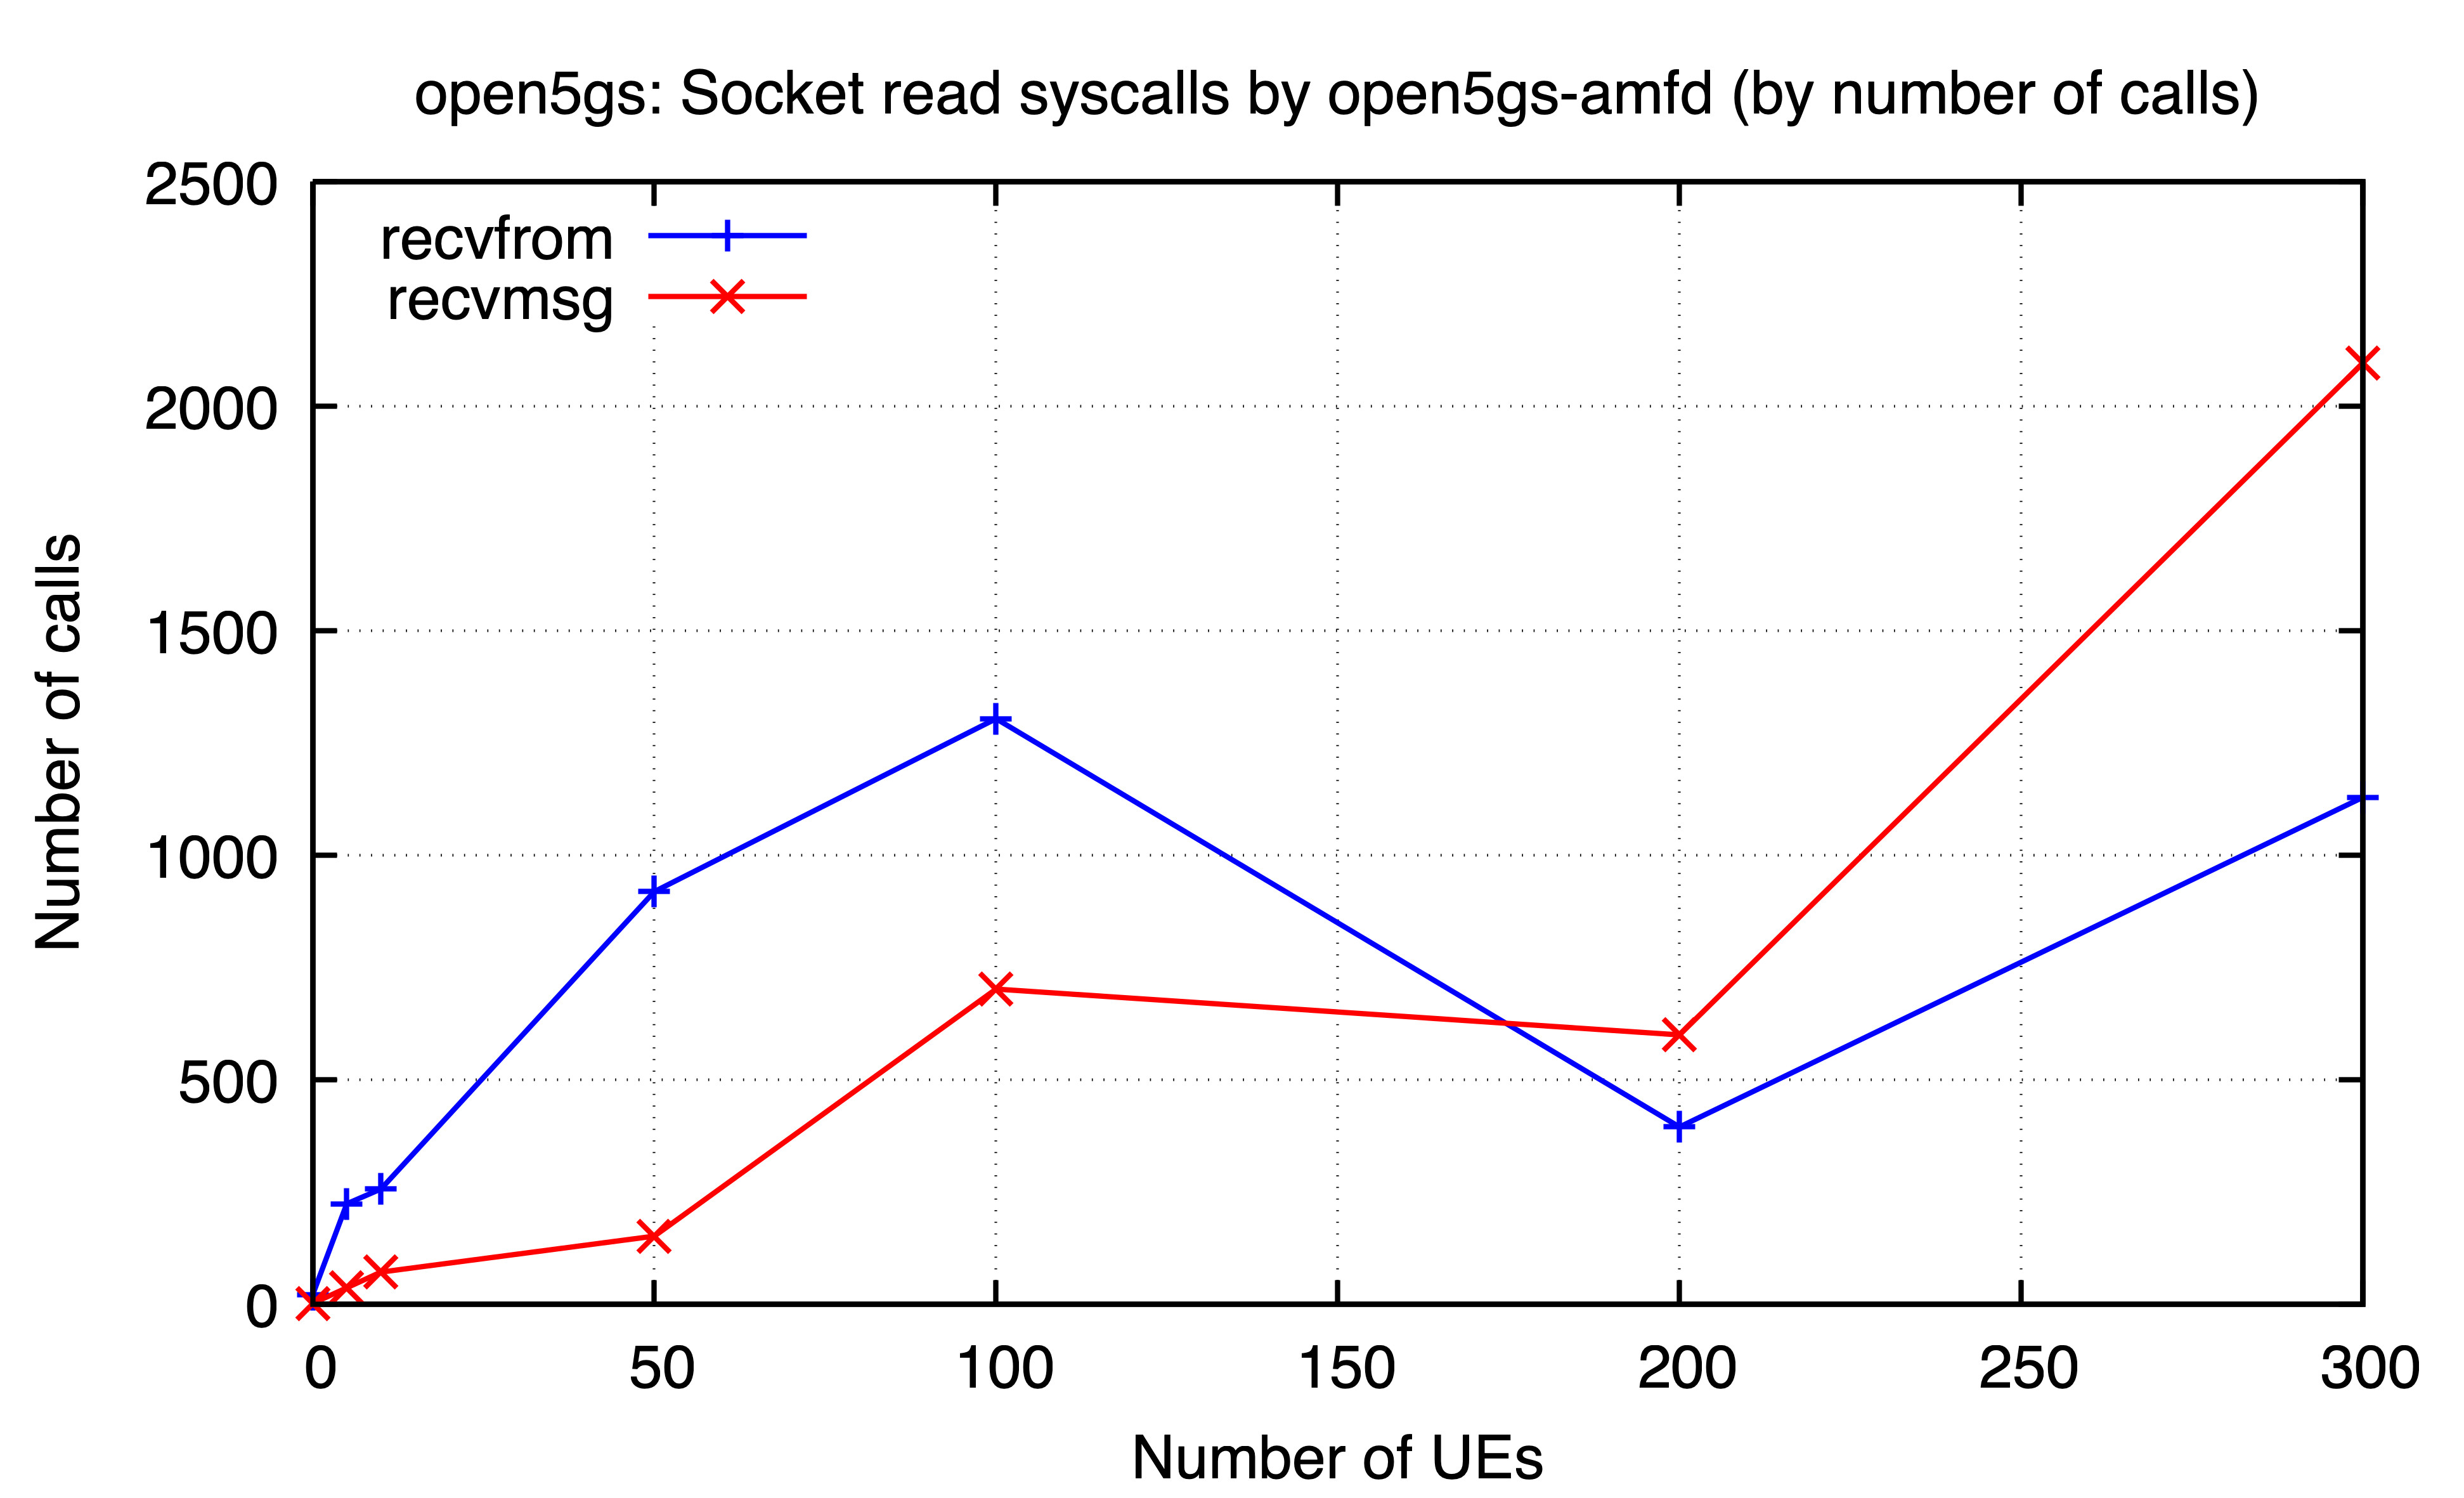 open5gs: Socket read syscalls by open5gs-amfd (by number of calls)
2500
recvfrom
recvmsg
2000
1500
1000
500
0
Number of calls
0 50 100 150 200 250 300
Number of UEs